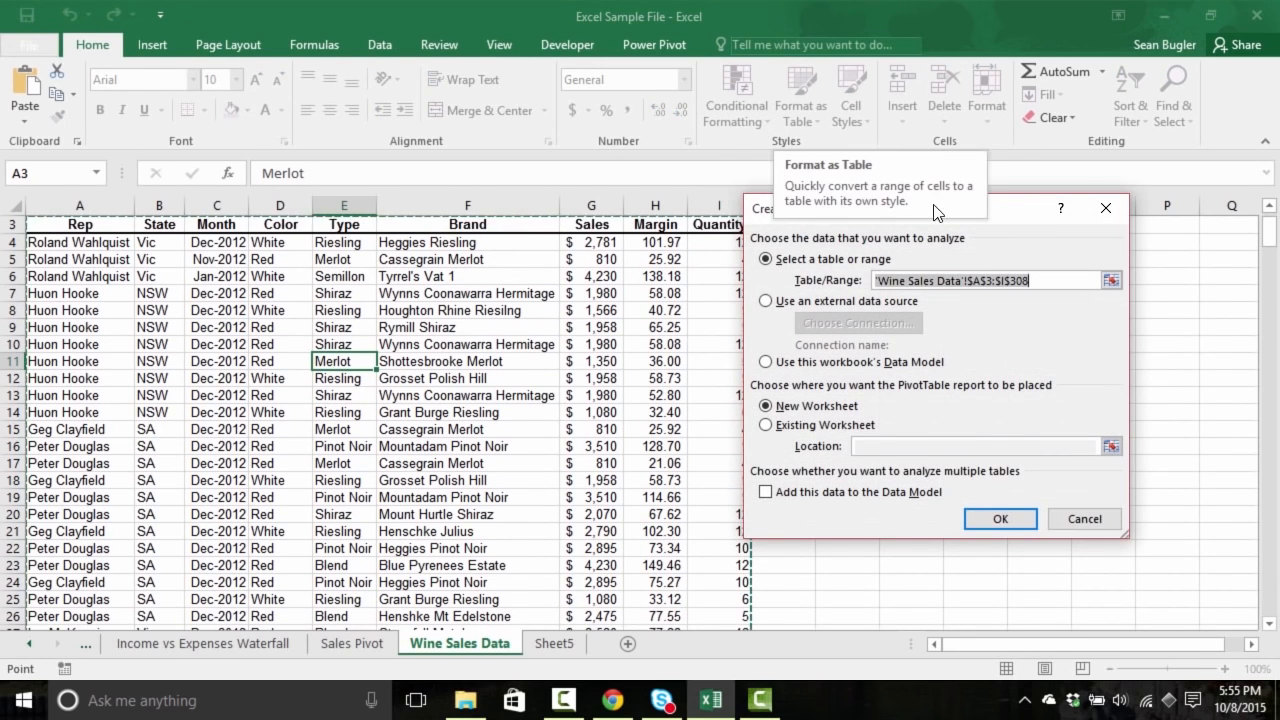 Excel Sample File - Excel
File Home Insert Page Layout Formulas Data Review View Developer Power Pivot Tell me what you want to do... Sean Bugler Share
Paste
Arial 10
B I U
Wrap Text
Merge & Center
General
$ % ,
Conditional Formatting
Format as Table
Cell Styles
Insert Delete Format
AutoSum
Fill
Clear
Sort & Filter
Find & Select
Clipboard Font Alignment Number Styles Cells Editing
A3 fx Merlot
Format as Table
Quickly convert a range of cells to a
table with its own style.
A B C D E F G H I P Q
3 Rep State Month Color Type Brand Sales Margin Quantity
4 Roland Wahlquist Vic Dec-2012 White Riesling Heggies Riesling $ 2,781 101.97
5 Roland Wahlquist Vic Nov-2012 Red Merlot Cassegrain Merlot $ 810 25.92
6 Roland Wahlquist Vic Jan-2012 White Semillon Tyrrel's Vat 1 $ 4,230 138.18
7 Huon Hooke NSW Dec-2012 Red Shiraz Wynns Coonawarra Hermitage $ 1,980 58.08
8 Huon Hooke NSW Dec-2012 White Riesling Houghton Rhine Riesilng $ 1,566 40.72
9 Huon Hooke NSW Dec-2012 Red Shiraz Rymill Shiraz $ 1,958 65.25
10 Huon Hooke NSW Dec-2012 Red Shiraz Wynns Coonawarra Hermitage $ 1,980 58.08
11 Huon Hooke NSW Dec-2012 Red Merlot Shottesbrooke Merlot $ 1,350 36.00
12 Huon Hooke NSW Dec-2012 White Riesling Grosset Polish Hill $ 1,958 58.73
13 Huon Hooke NSW Dec-2012 Red Shiraz Wynns Coonawarra Hermitage $ 1,980 52.80
14 Huon Hooke NSW Dec-2012 White Riesling Grant Burge Riesling $ 1,080 32.40
15 Geg Clayfield SA Dec-2012 Red Merlot Cassegrain Merlot $ 810 25.92
16 Peter Douglas SA Dec-2012 Red Pinot Noir Mountadam Pinot Noir $ 3,510 128.70
17 Peter Douglas SA Dec-2012 Red Merlot Cassegrain Merlot $ 810 21.06
18 Geg Clayfield SA Dec-2012 White Riesling Grosset Polish Hill $ 1,958 58.73
19 Peter Douglas SA Dec-2012 Red Pinot Noir Mountadam Pinot Noir $ 3,510 114.66
20 Peter Douglas SA Dec-2012 Red Shiraz Mount Hurtle Shiraz $ 2,070 67.62
21 Geg Clayfield SA Dec-2012 White Riesling Henschke Julius $ 2,790 102.30
22 Peter Douglas SA Dec-2012 Red Pinot Noir Heggies Pinot Noir $ 2,895 73.34 10
23 Peter Douglas SA Dec-2012 Red Blend Blue Pyrenees Estate $ 4,230 149.46 12
24 Geg Clayfield SA Dec-2012 Red Pinot Noir Heggies Pinot Noir $ 2,895 75.27 10
25 Peter Douglas SA Dec-2012 White Riesling Grant Burge Riesling $ 1,080 33.12 6
26 Peter Douglas SA Dec-2012 Red Blend Henshke Mt Edelstone $ 2,475 77.55 5
? ×
Choose the data that you want to analyze
Select a table or range
Table/Range: 'Wine Sales Data'!$A$3:$I$308
Use an external data source
Choose Connection...
Connection name:
Use this workbook's Data Model
Choose where you want the PivotTable report to be placed
New Worksheet
Existing Worksheet
Location:
Choose whether you want to analyze multiple tables
Add this data to the Data Model
OK Cancel
... Income vs Expenses Waterfall Sales Pivot Wine Sales Data Sheet5
Point 100%
Ask me anything 5:55 PM
10/8/2015